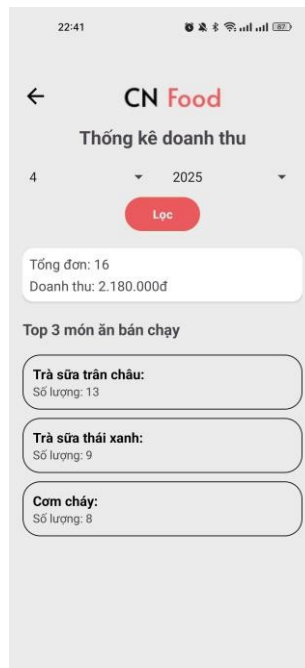 22:41
87
CN Food
Thống kê doanh thu
4 2025
Lọc
Tổng đơn: 16
Doanh thu: 2.180.000đ
Top 3 món ăn bán chạy
Trà sữa trân châu:
Số lượng: 13
Trà sữa thái xanh:
Số lượng: 9
Cơm cháy:
Số lượng: 8